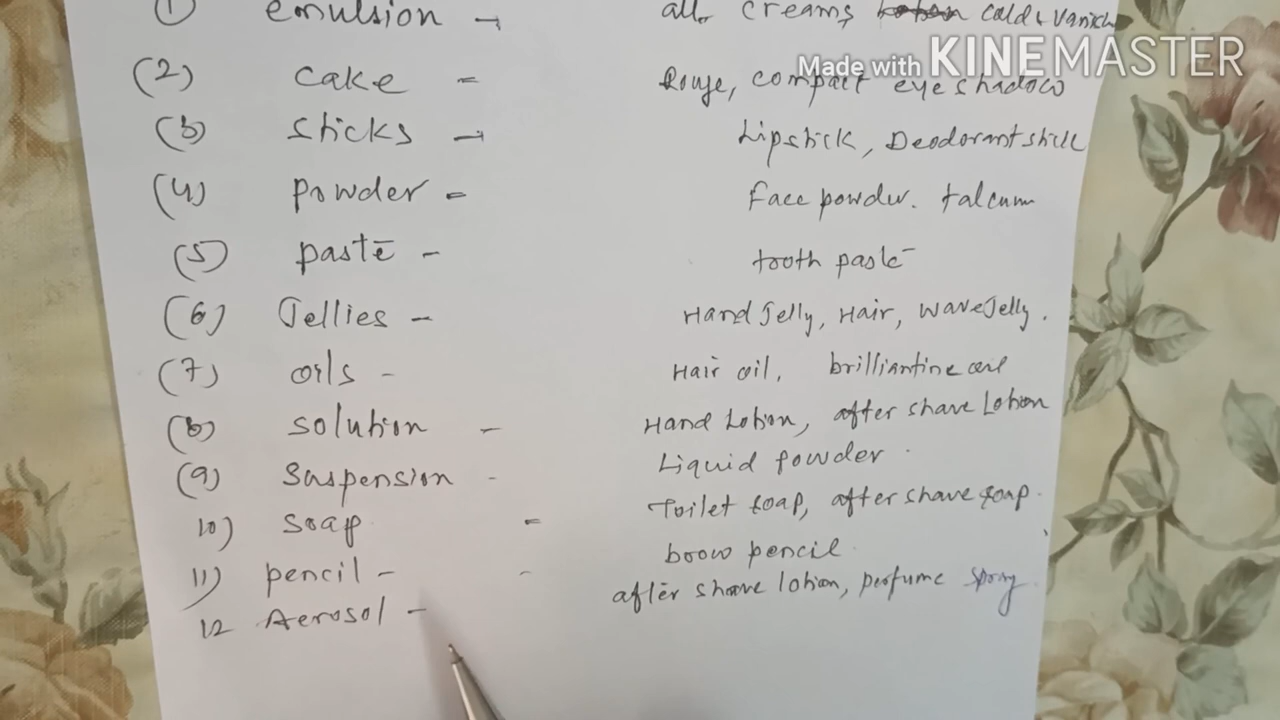 ① emulsion → all creams, cold & vanish
Made with KINEMASTER
(2) cake = Rouje, compact eye shadow
(3) sticks → Lipstick, Deodorant stick
(4) powder = Face powder. talcum
(5) paste - tooth paste
(6) Jellies - Hand Jelly, Hair, wave Jelly.
(7) oils - Hair oil, brilliantine
(8) solution - Hand Lotion, after shave Lotion
(9) Suspension - Liquid powder.
10) soap = Toilet soap, after shave soap.
11) pencil - - brow pencil.
12 Aerosol - after shave lotion, perfume spray